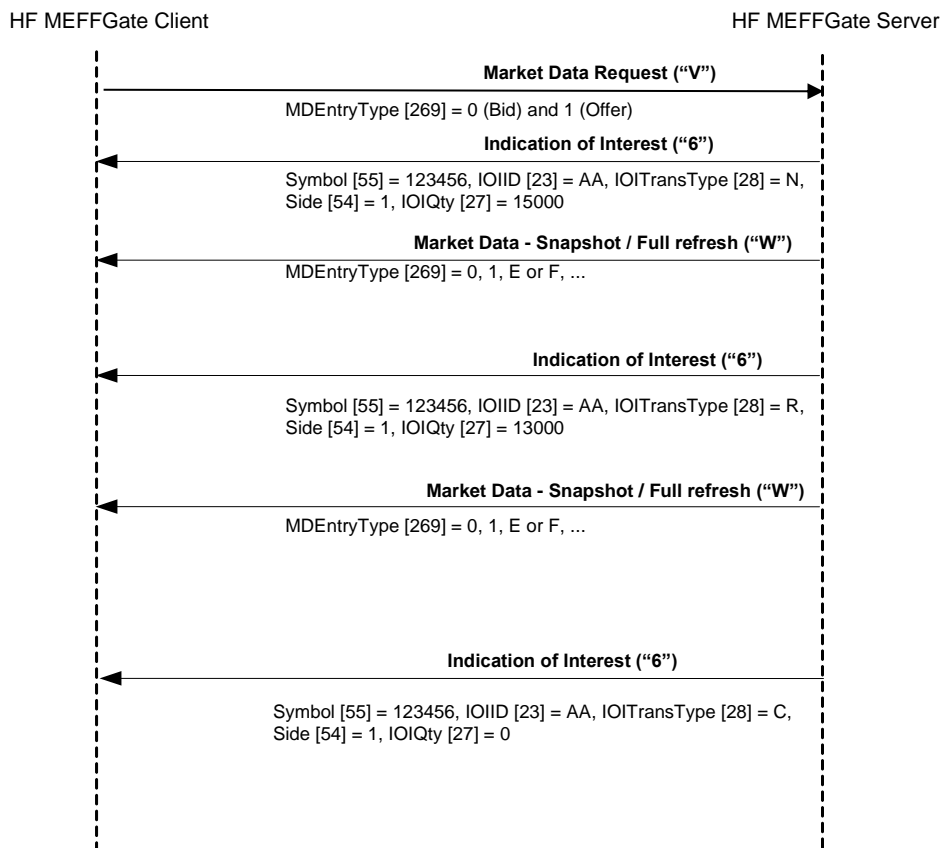 HF MEFFGate Client
HF MEFFGate Server
Market Data Request (“V”)
MDEntryType [269] = 0 (Bid) and 1 (Offer)
Indication of Interest (“6”)
Symbol [55] = 123456, IOIID [23] = AA, IOITransType [28] = N,
Side [54] = 1, IOIQty [27] = 15000
Market Data - Snapshot / Full refresh (“W”)
MDEntryType [269] = 0, 1, E or F, ...
Indication of Interest (“6”)
Symbol [55] = 123456, IOIID [23] = AA, IOITransType [28] = R,
Side [54] = 1, IOIQty [27] = 13000
Market Data - Snapshot / Full refresh (“W”)
MDEntryType [269] = 0, 1, E or F, ...
Indication of Interest (“6”)
Symbol [55] = 123456, IOIID [23] = AA, IOITransType [28] = C,
Side [54] = 1, IOIQty [27] = 0